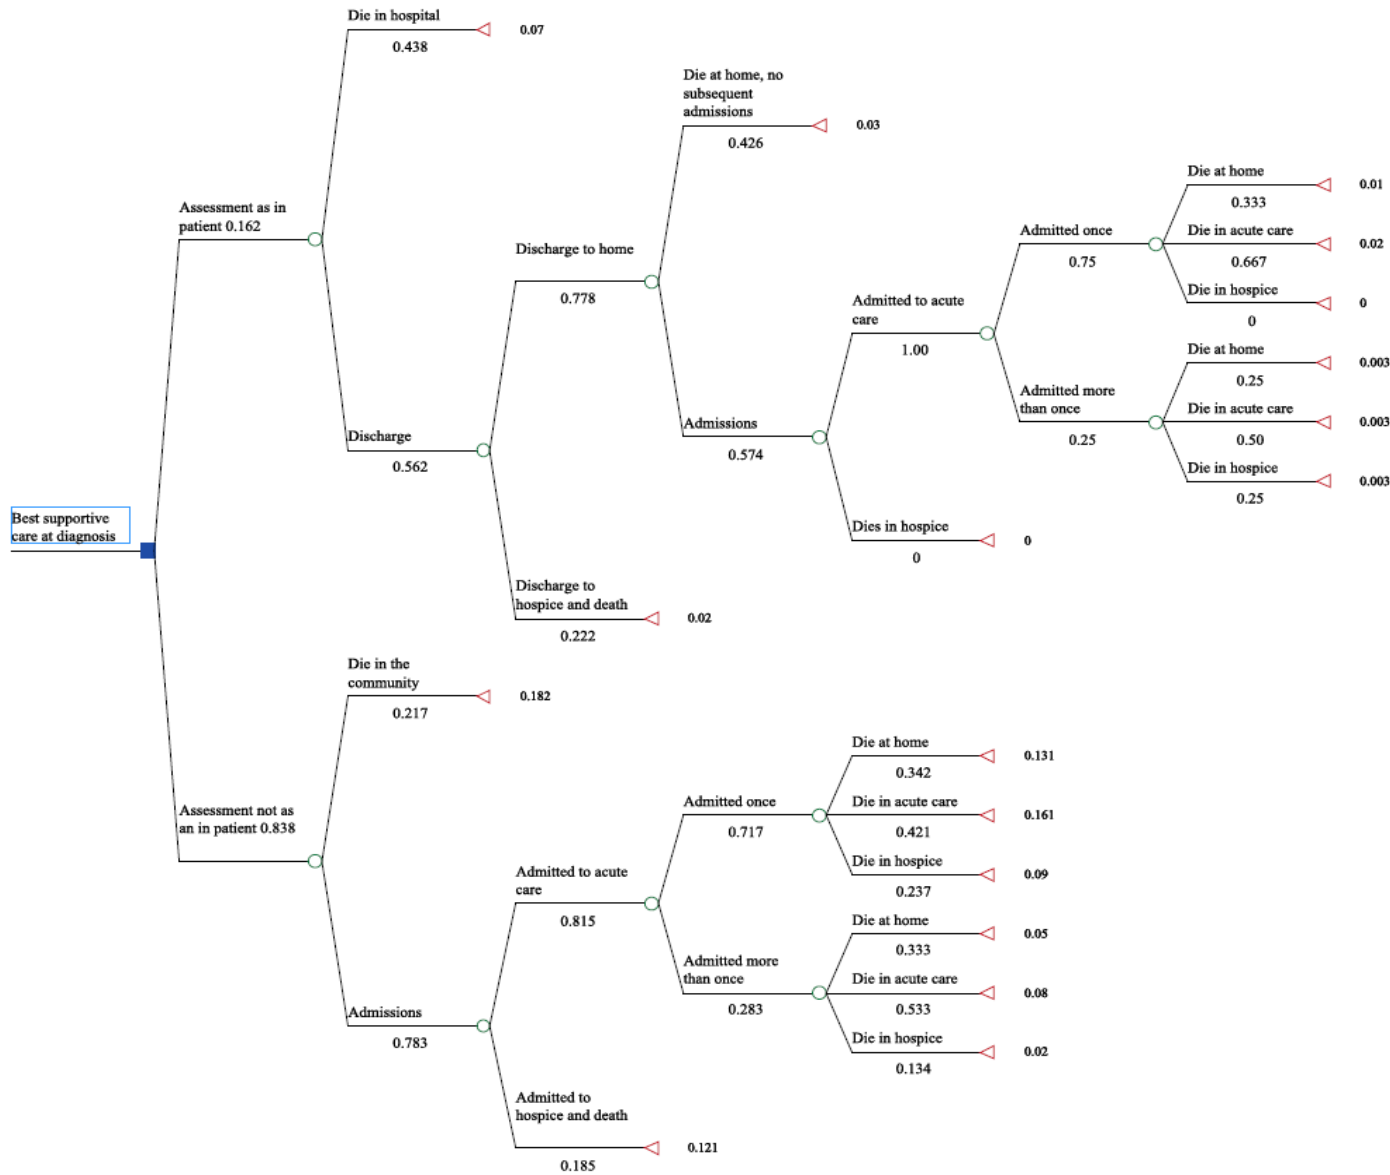 Die in hospital
0.438
0.07
Die at home, no
subsequent
admissions
0.426
0.03
Die at home
0.333
0.01
Assessment as in
patient 0.162
Admitted once
0.75
Die in acute care
0.667
0.02
Discharge to home
0.778
Die in hospice
0
0
Admitted to acute
care
1.00
Die at home
0.25
0.003
Admitted more
than once
0.25
Die in acute care
0.50
0.003
Discharge
0.562
Admissions
0.574
Die in hospice
0.25
0.003
Best supportive
care at diagnosis
Dies in hospice
0
0
Discharge to
hospice and death
0.222
0.02
Die in the
community
0.217
0.182
Die at home
0.342
0.131
Assessment not as
an in patient 0.838
Admitted once
0.717
Die in acute care
0.421
0.161
Die in hospice
0.237
0.09
Admitted to acute
care
0.815
Die at home
0.333
0.05
Admitted more
than once
0.283
Die in acute care
0.533
0.08
Admissions
0.783
Die in hospice
0.134
0.02
Admitted to
hospice and death
0.185
0.121